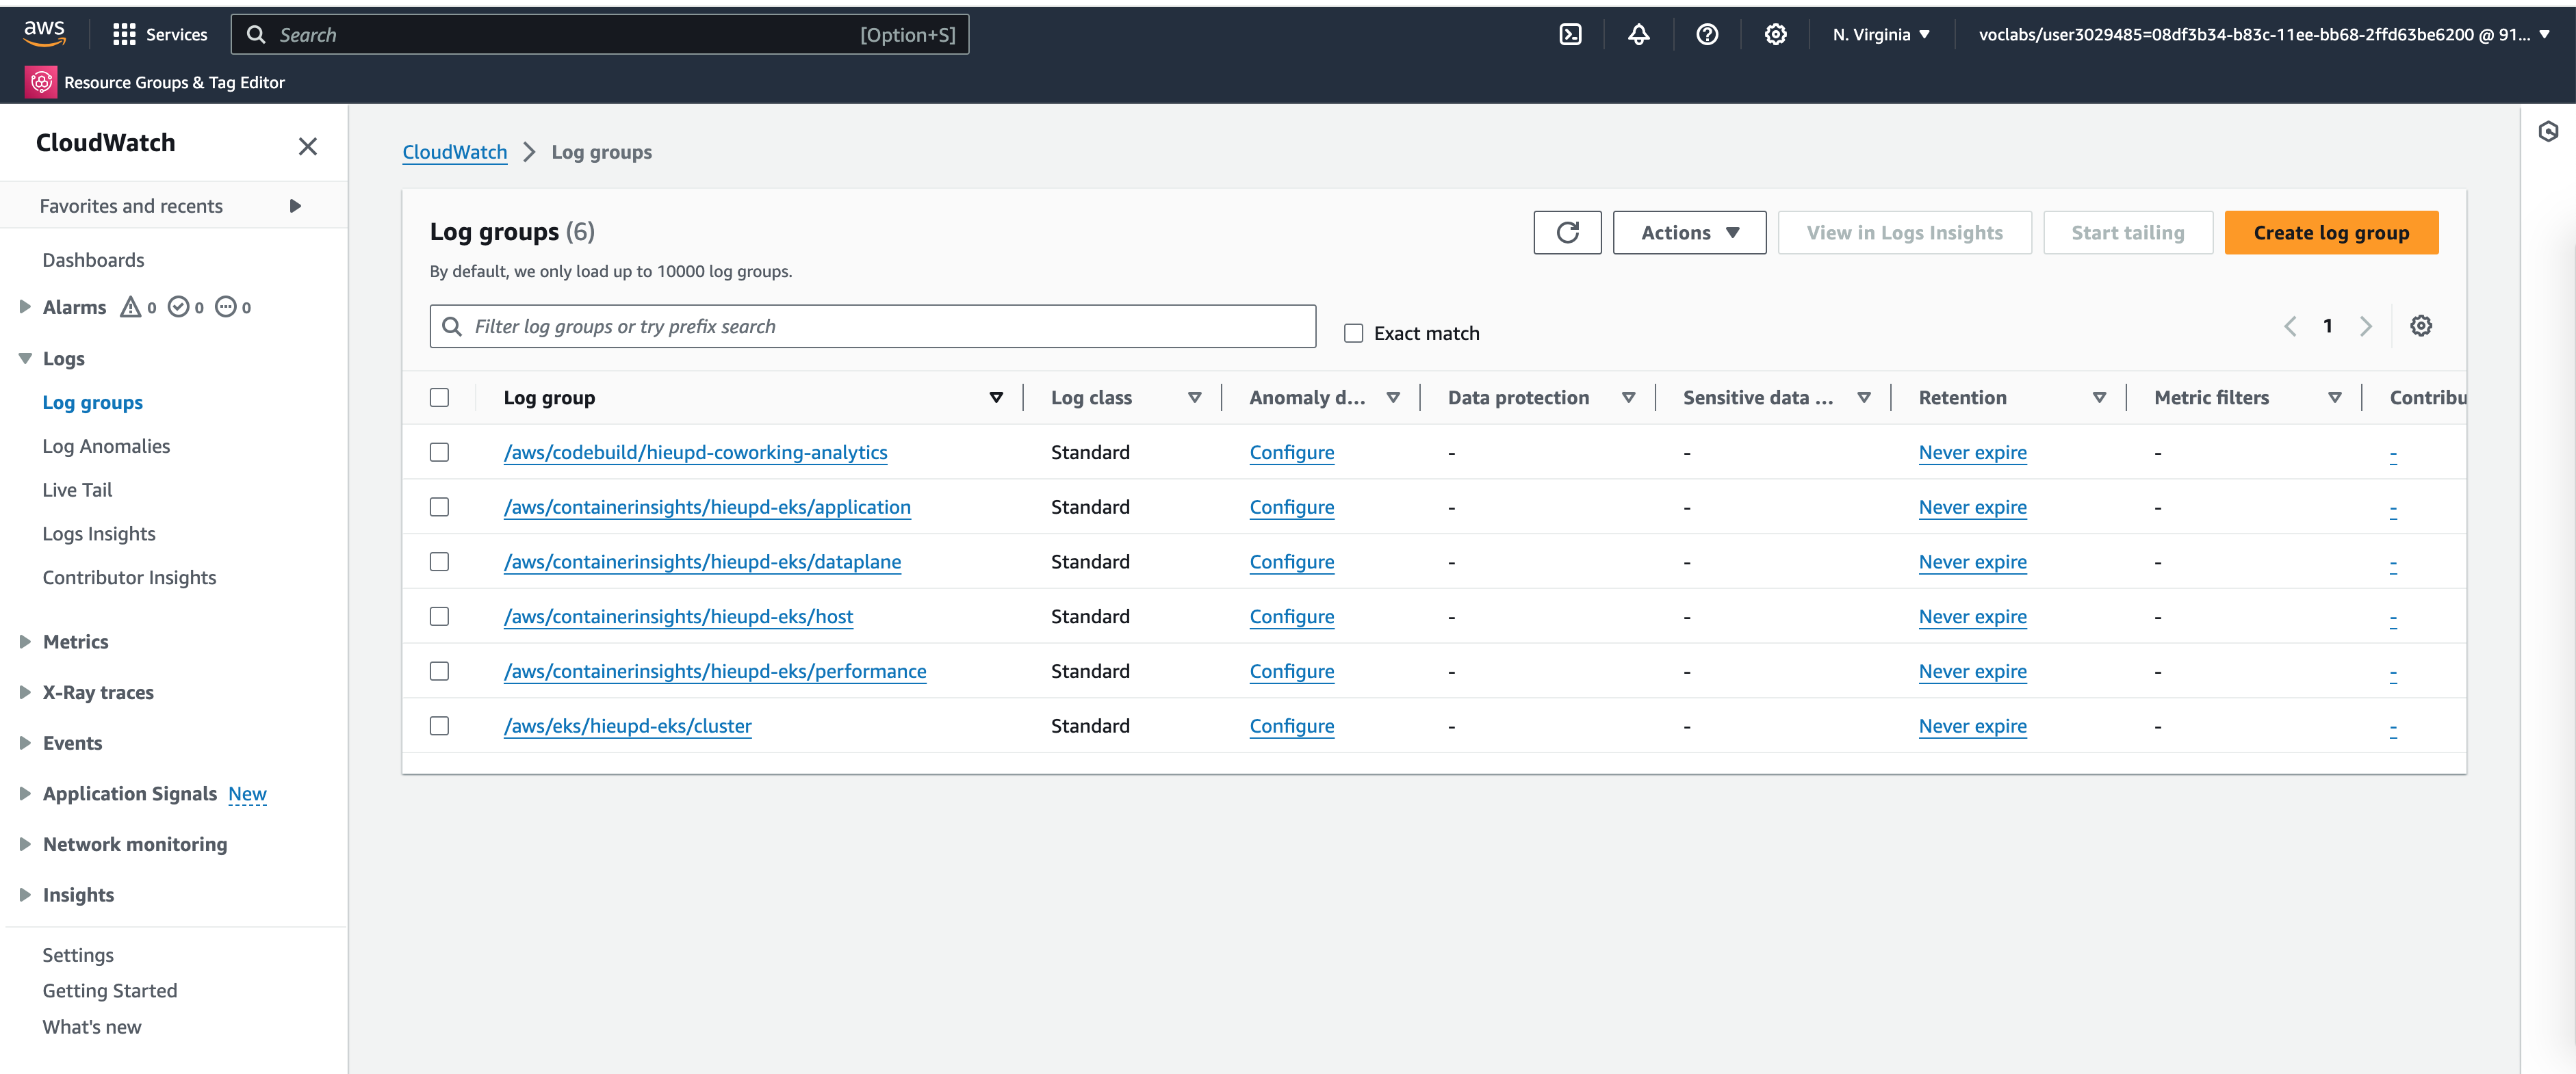 aws
Services
Search [Option+S]
N. Virginia
voclabs/user3029485=08df3b34-b83c-11ee-bb68-2ffd63be6200 @ 91...
Resource Groups & Tag Editor
CloudWatch
Favorites and recents
Dashboards
Alarms 0 0 0
Logs
Log groups
Log Anomalies
Live Tail
Logs Insights
Contributor Insights
Metrics
X-Ray traces
Events
Application Signals New
Network monitoring
Insights
Settings
Getting Started
What's new
CloudWatch > Log groups
Log groups (6)
By default, we only load up to 10000 log groups.
Actions
View in Logs Insights
Start tailing
Create log group
Filter log groups or try prefix search
Exact match
1
Log group Log class Anomaly d... Data protection Sensitive data ... Retention Metric filters Contribu
/aws/codebuild/hieupd-coworking-analytics Standard Configure - - Never expire - -
/aws/containerinsights/hieupd-eks/application Standard Configure - - Never expire - -
/aws/containerinsights/hieupd-eks/dataplane Standard Configure - - Never expire - -
/aws/containerinsights/hieupd-eks/host Standard Configure - - Never expire - -
/aws/containerinsights/hieupd-eks/performance Standard Configure - - Never expire - -
/aws/eks/hieupd-eks/cluster Standard Configure - - Never expire - -